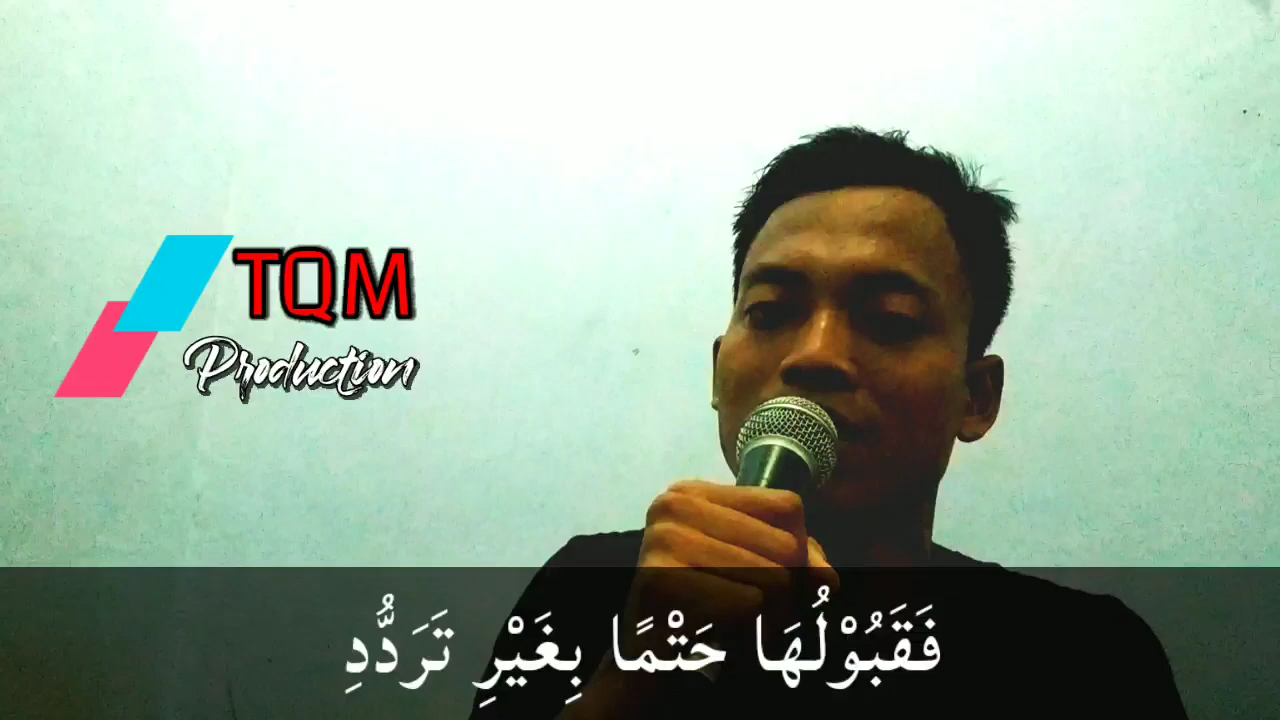 TQM
Production
فَقَبُوْلُهَا حَتْمًا بِغَيْرِ تَرَدُّدِ